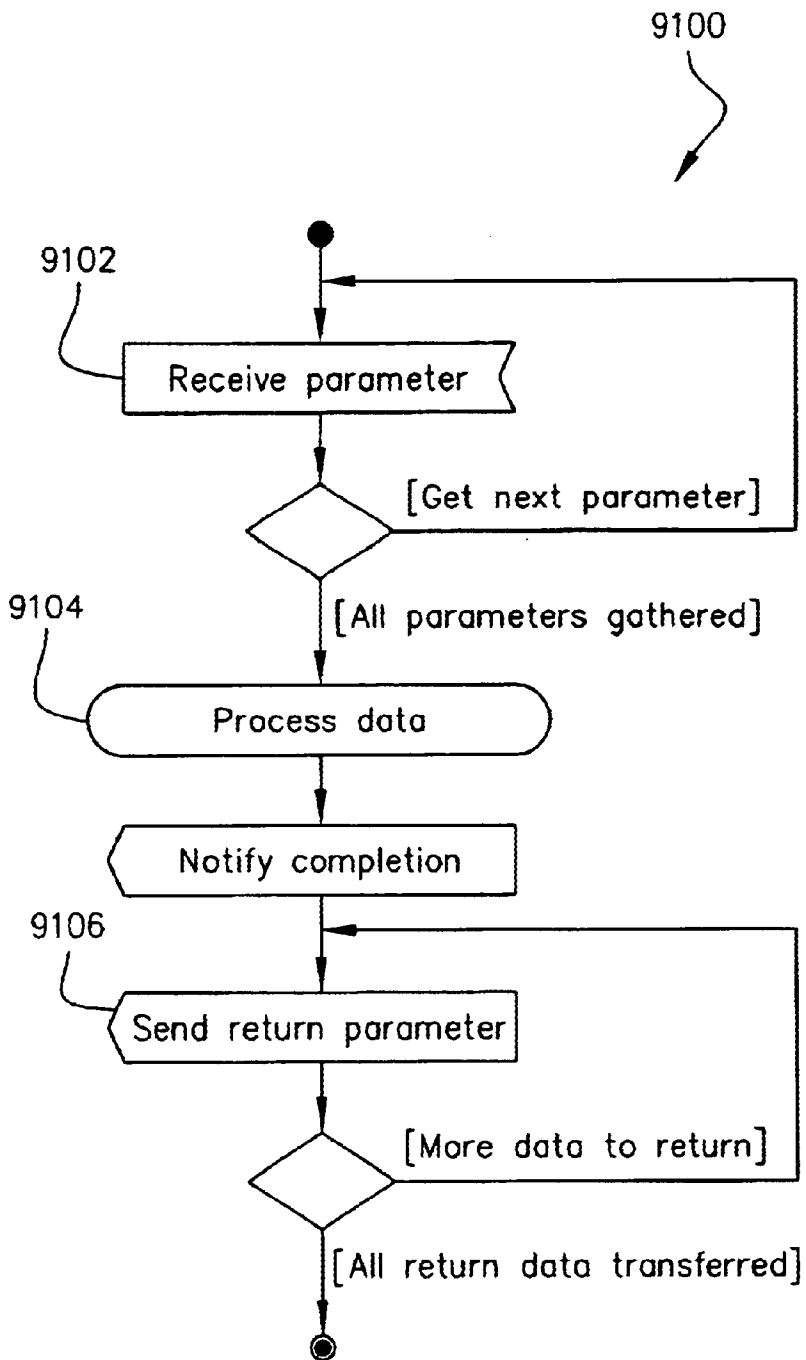 9100
9102
Receive parameter
[Get next parameter]
9104
[All parameters gathered]
Process data
Notify completion
9106
Send return parameter
[More data to return]
[All return data transferred]